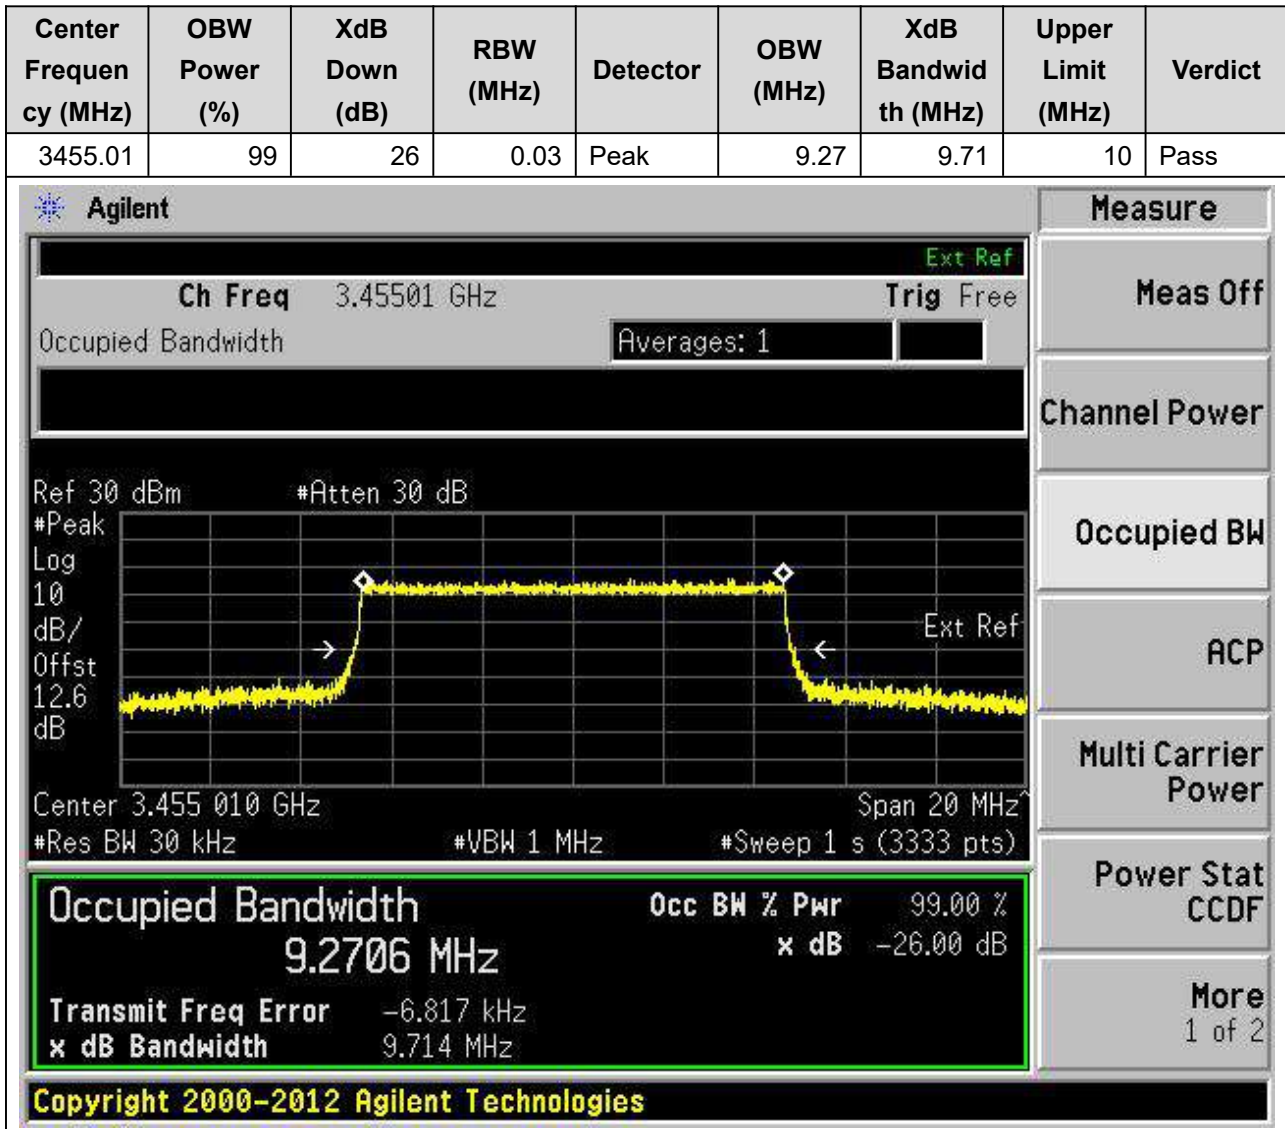 Center Frequen cy (MHz) OBW Power (%) XdB Down (dB) RBW (MHz) Detector OBW (MHz) XdB Bandwid th (MHz) Upper Limit (MHz) Verdict
3455.01 99 26 0.03 Peak 9.27 9.71 10 Pass
Agilent
Ext Ref
Ch Freq 3.45501 GHz Trig Free
Occupied Bandwidth Averages: 1
Ref 30 dBm #Atten 30 dB
#Peak
Log
10
dB/
Offst
12.6
dB
Ext Ref
Center 3.455 010 GHz Span 20 MHz^
#Res BW 30 kHz #VBW 1 MHz #Sweep 1 s (3333 pts)
Occupied Bandwidth Occ BW % Pwr 99.00 %
9.2706 MHz x dB -26.00 dB
Transmit Freq Error -6.817 kHz
x dB Bandwidth 9.714 MHz
Copyright 2000-2012 Agilent Technologies
Measure
Meas Off
Channel Power
Occupied BW
ACP
Multi Carrier
Power
Power Stat
CCDF
More
1 of 2